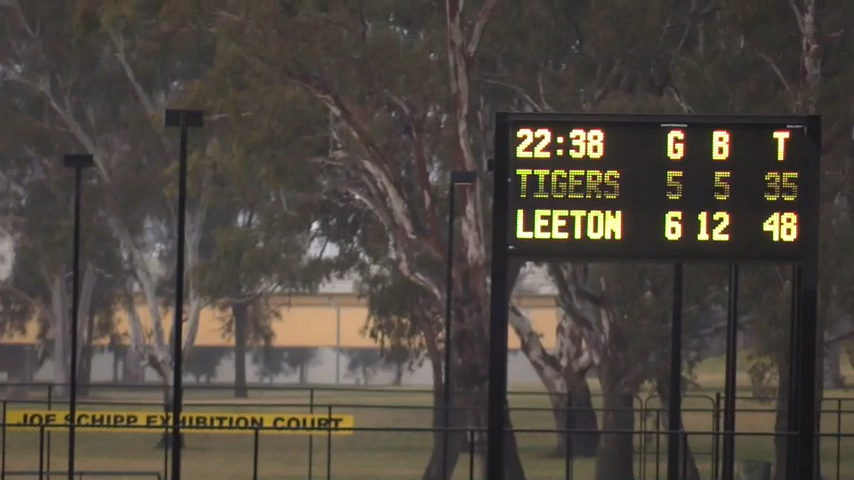 22:38 G B T
TIGERS 5 5 35
LEETON 6 12 48
JOE SCHIPP EXHIBITION COURT